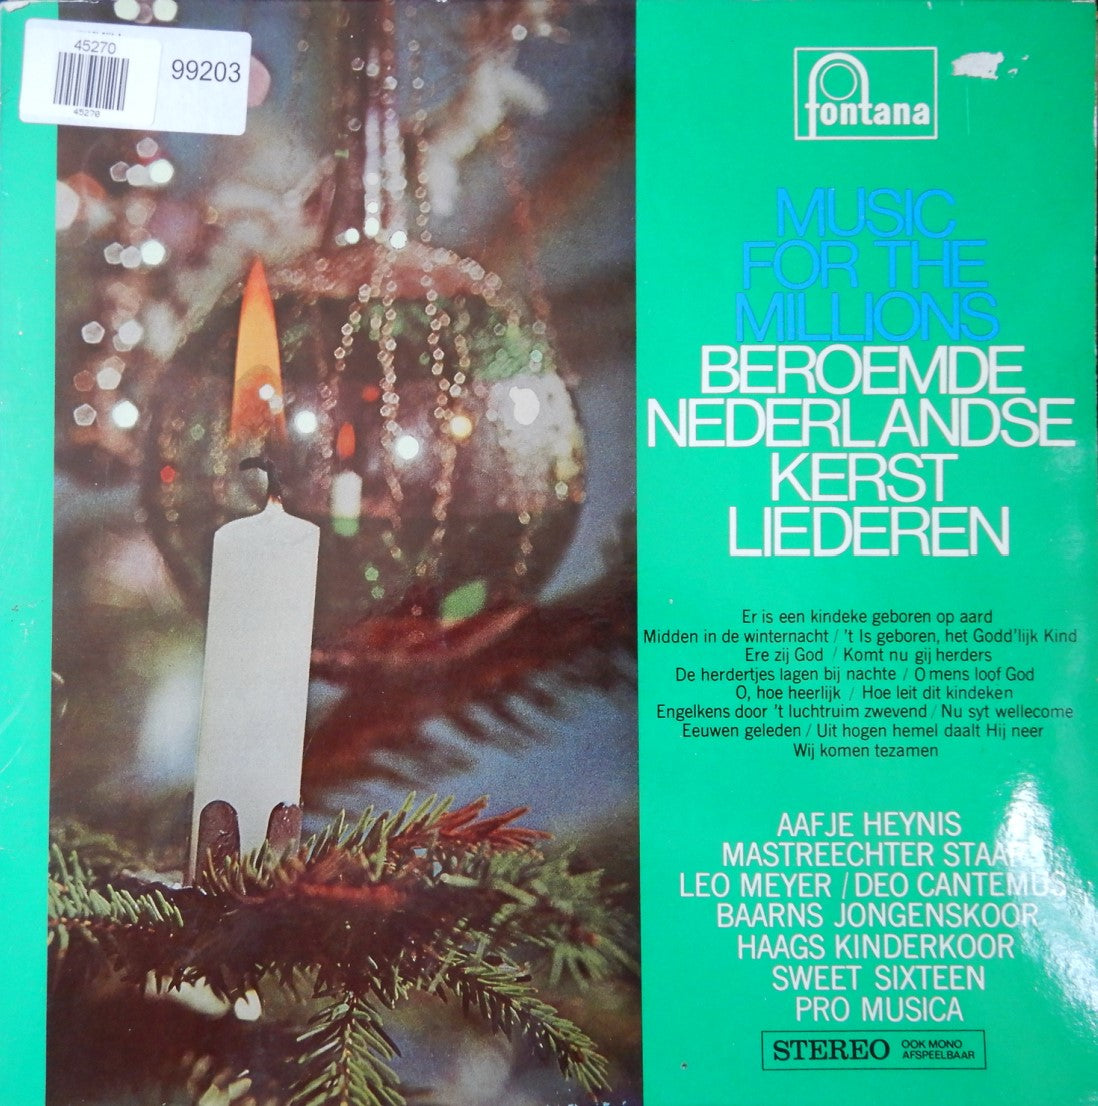 45270
99203
45270
fontana
MUSIC
FOR THE
MILLIONS
BEROEMDE
NEDERLANDSE
KERST
LIEDEREN
Er is een kindeke geboren op aard
Midden in de winternacht / 't Is geboren, het Godd'lijk Kind
Ere zij God / Komt nu gij herders
De herdertjes lagen bij nachte / O mens loof God
O, hoe heerlijk / Hoe leit dit kindeken
Engelkens door 't luchtruim zwevend / Nu syt wellecome
Eeuwen geleden / Uit hogen hemel daalt Hij neer
Wij komen tezamen
AAFJE HEYNIS
MASTREECHTER
LEO MEYER / DEO CANTEMUS
BAARNS JONGENSKOOR
HAAGS KINDERKOOR
SWEET SIXTEEN
PRO MUSICA
STEREO OOK MONO
AFSPEELBAAR